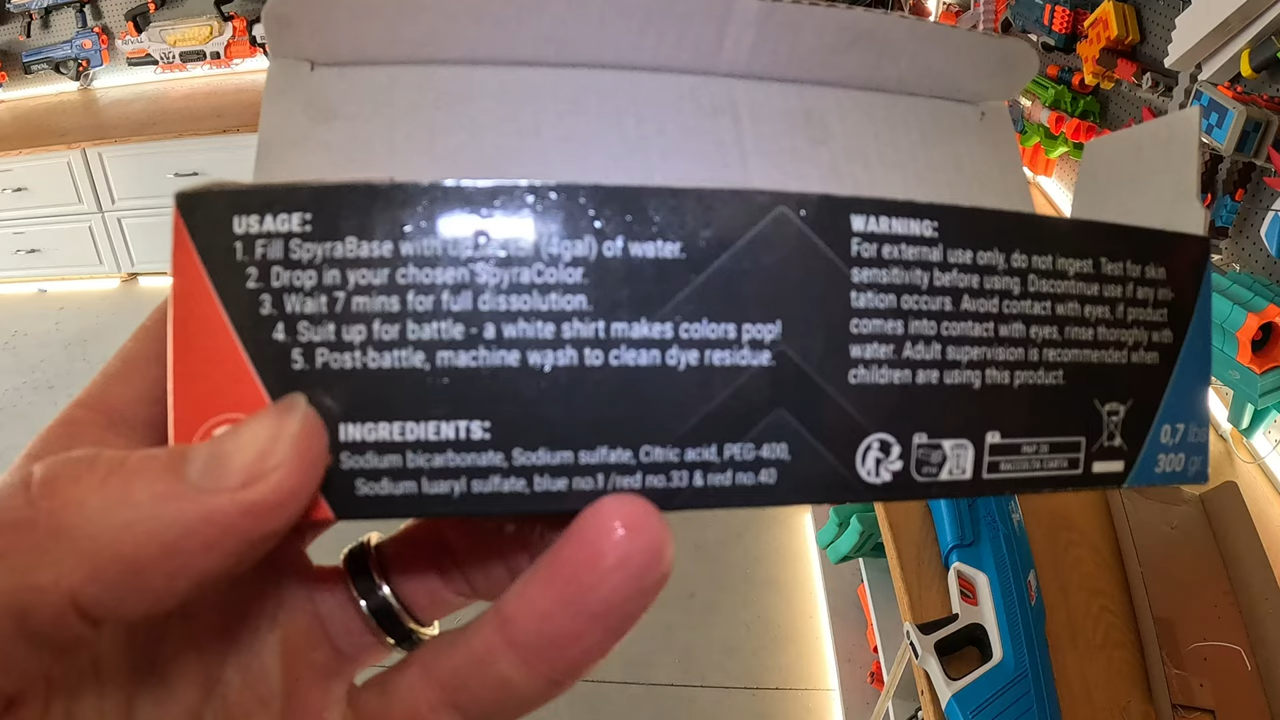 RIVAL
USAGE:
1. Fill SpyraBase with up (4gal) of water.
2. Drop in your chosen SpyraColor.
3. Wait 7 mins for full dissolution.
4. Suit up for battle - a white shirt makes colors pop!
5. Post-battle, machine wash to clean dye residue.
INGREDIENTS:
Sodium bicarbonate, Sodium sulfate, Citric acid, PEG-400,
Sodium luaryl sulfate, blue no.1 /red no.33 & red no.40
WARNING:
For external use only, do not ingest. Test for skin
sensitivity before using. Discontinue use if any irri-
tation occurs. Avoid contact with eyes, if product
comes into contact with eyes, rinse thoroghly with
water. Adult supervision is recommended when
children are using this product.
PAP 20
RACCOLTA CARTA
0,7 lbs
300 gr.